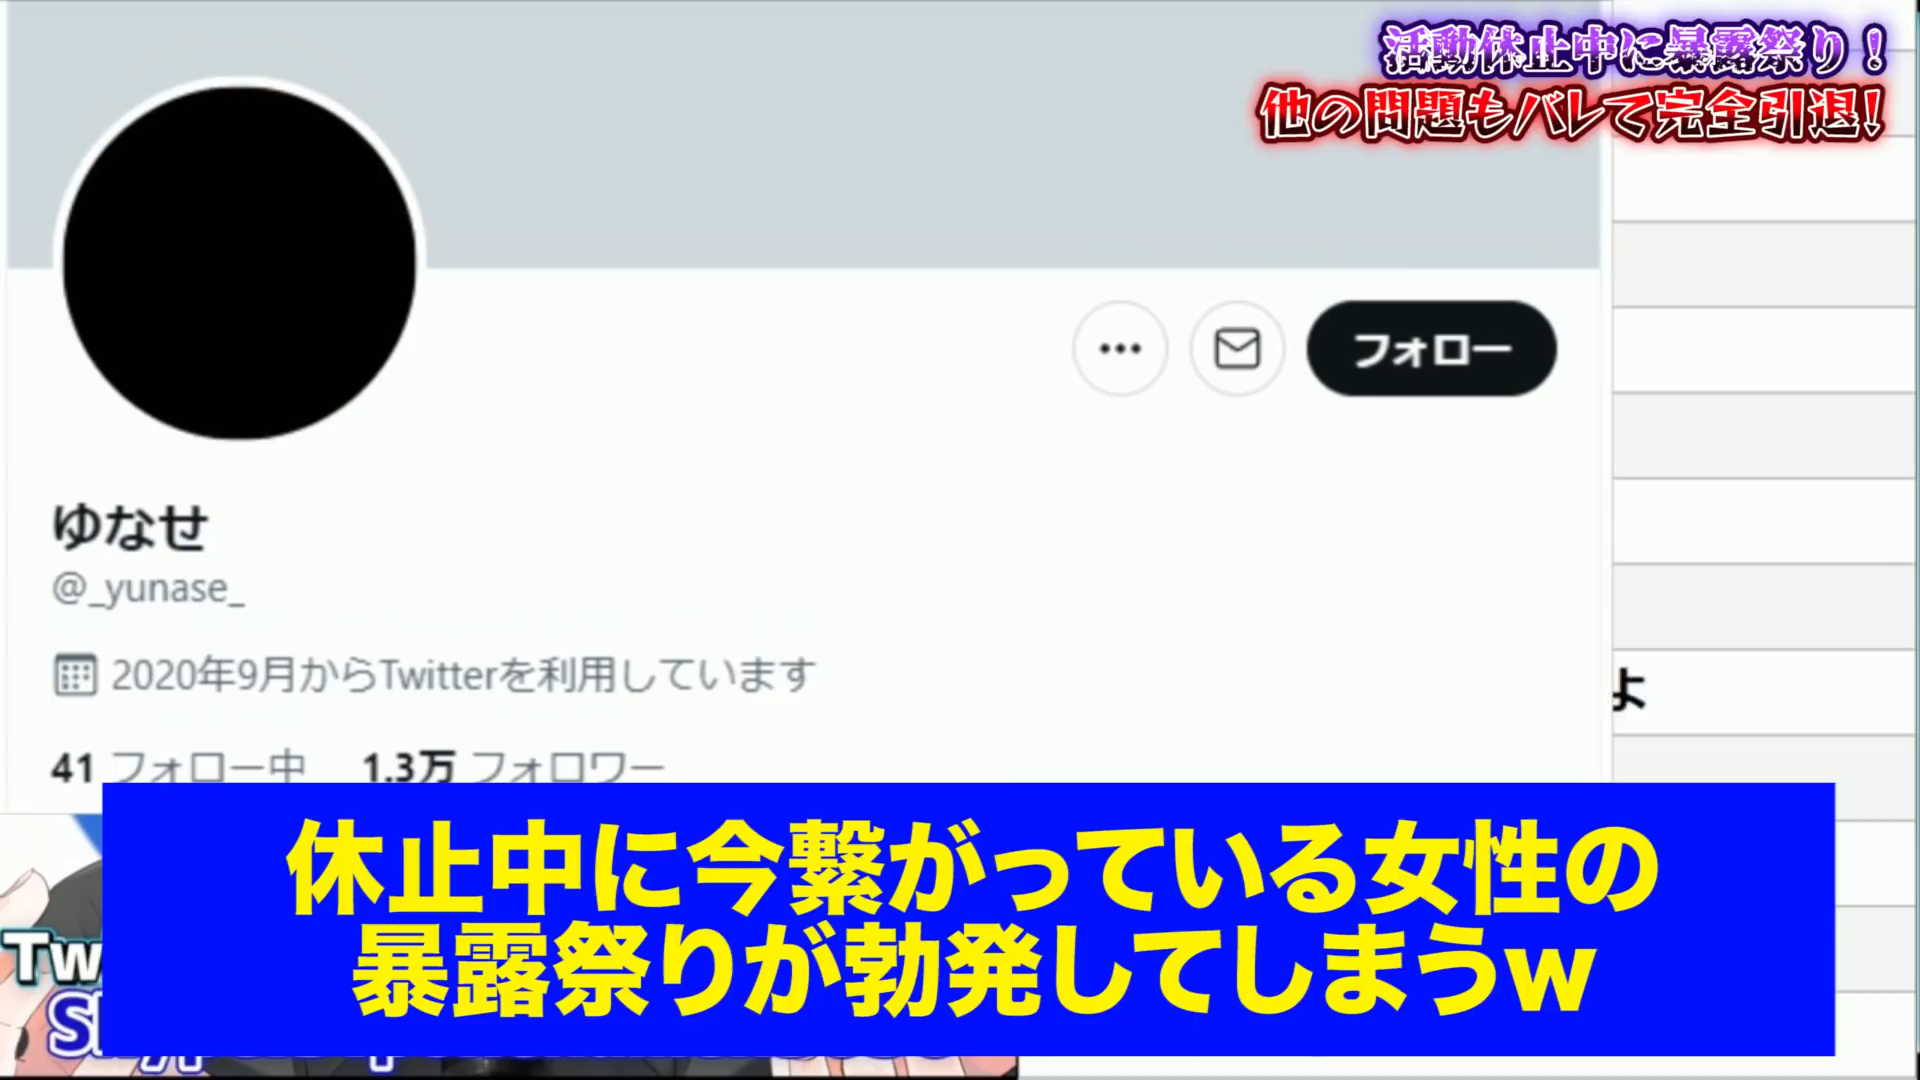 活動休止中に暴露祭り！
他の問題もバレて完全引退！
フォロー
ゆなせ
@_yunase_
2020年9月からTwitterを利用しています
41 フォロー中 1.3万 フォロワー
よ
休止中に今繋がっている女性の
暴露祭りが勃発してしまうw
Tw